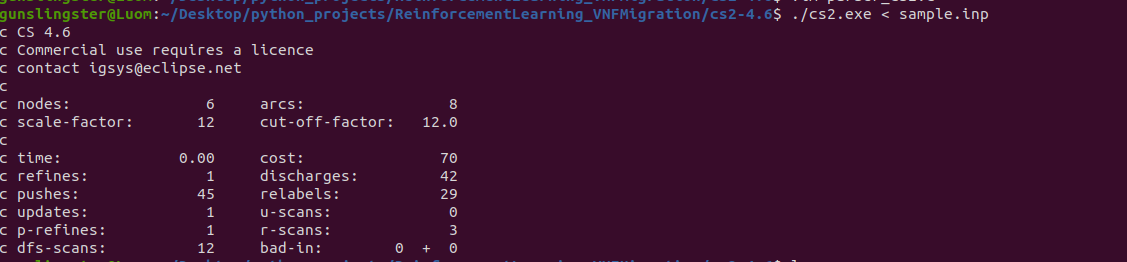 gunslingster@Luom:~/Desktop/python_projects/ReinforcementLearning_VNFMigration/cs2-4.6$ ./cs2.exe < sample.inp
c CS 4.6
c Commercial use requires a licence
c contact igsys@eclipse.net
c
c nodes: 6 arcs: 8
c scale-factor: 12 cut-off-factor: 12.0
c
c time: 0.00 cost: 70
c refines: 1 discharges: 42
c pushes: 45 relabels: 29
c updates: 1 u-scans: 0
c p-refines: 1 r-scans: 3
c dfs-scans: 12 bad-in: 0 + 0